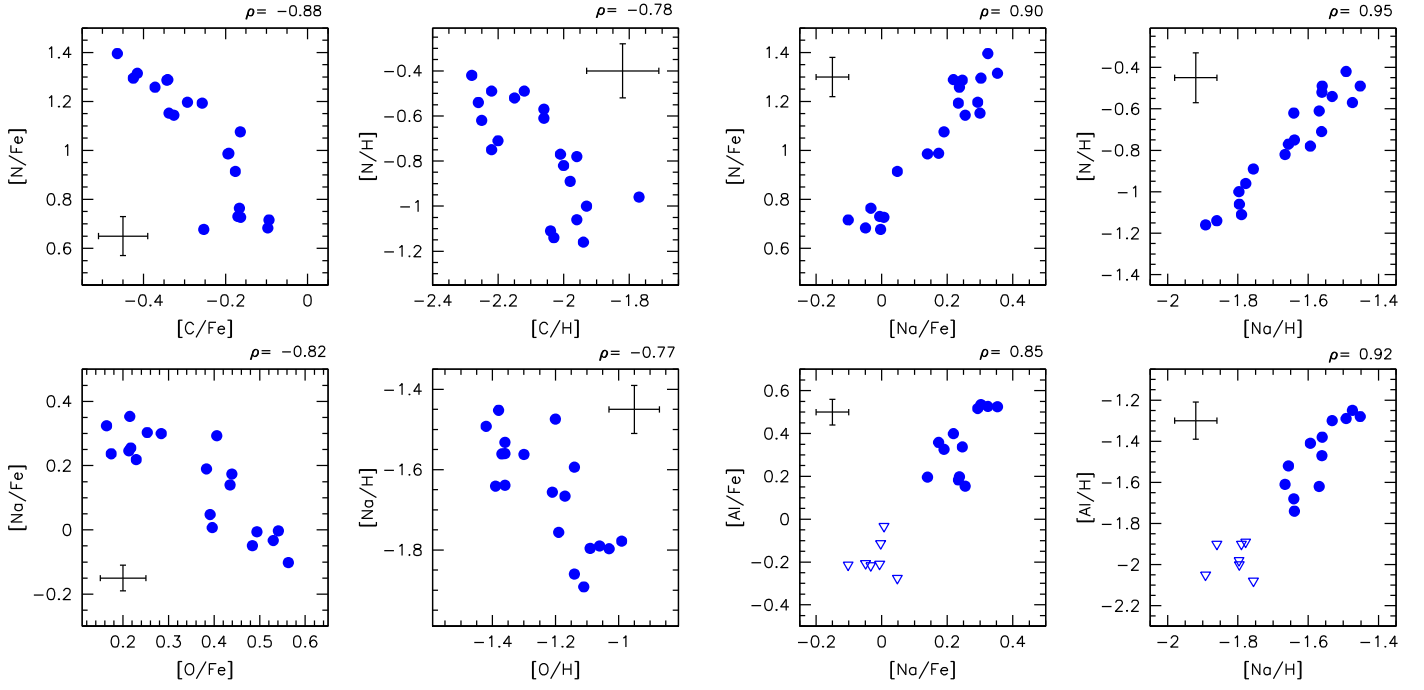 ρ= −0.88
1.4
1.2
1
0.8
0.6
[N/Fe]
−0.4 −0.2 0
[C/Fe]
ρ= −0.78
−0.4
−0.6
−0.8
−1
−1.2
[N/H]
−2.4 −2.2 −2 −1.8
[C/H]
ρ= 0.90
1.4
1.2
1
0.8
0.6
[N/Fe]
−0.2 0 0.2 0.4
[Na/Fe]
ρ= 0.95
−0.4
−0.6
−0.8
−1
−1.2
−1.4
[N/H]
−2 −1.8 −1.6 −1.4
[Na/H]
ρ= −0.82
0.4
0.2
0
−0.2
[Na/Fe]
0.2 0.3 0.4 0.5 0.6
[O/Fe]
ρ= −0.77
−1.4
−1.6
−1.8
[Na/H]
−1.4 −1.2 −1
[O/H]
ρ= 0.85
0.6
0.4
0.2
0
−0.2
−0.4
[Al/Fe]
−0.2 0 0.2 0.4
[Na/Fe]
ρ= 0.92
−1.2
−1.4
−1.6
−1.8
−2
−2.2
[Al/H]
−2 −1.8 −1.6 −1.4
[Na/H]